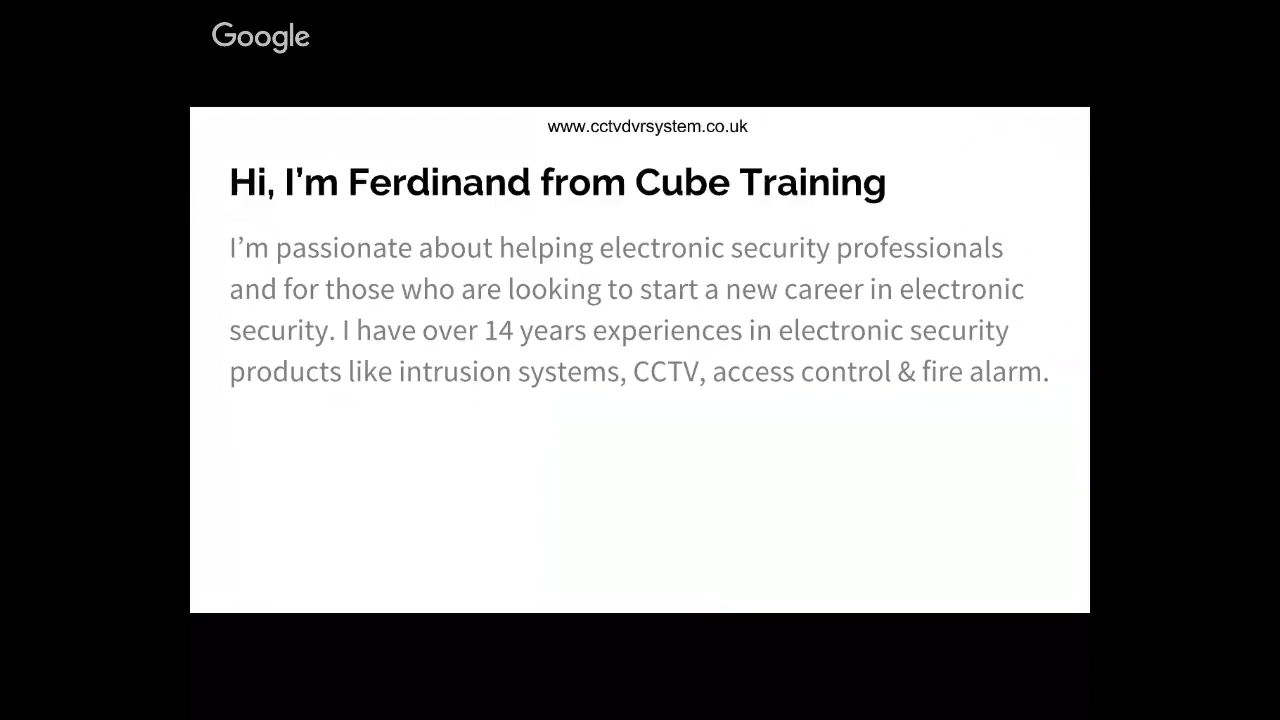 Google
www.cctvdvrsystem.co.uk
Hi, I’m Ferdinand from Cube Training
I’m passionate about helping electronic security professionals
and for those who are looking to start a new career in electronic
security. I have over 14 years experiences in electronic security
products like intrusion systems, CCTV, access control & fire alarm.